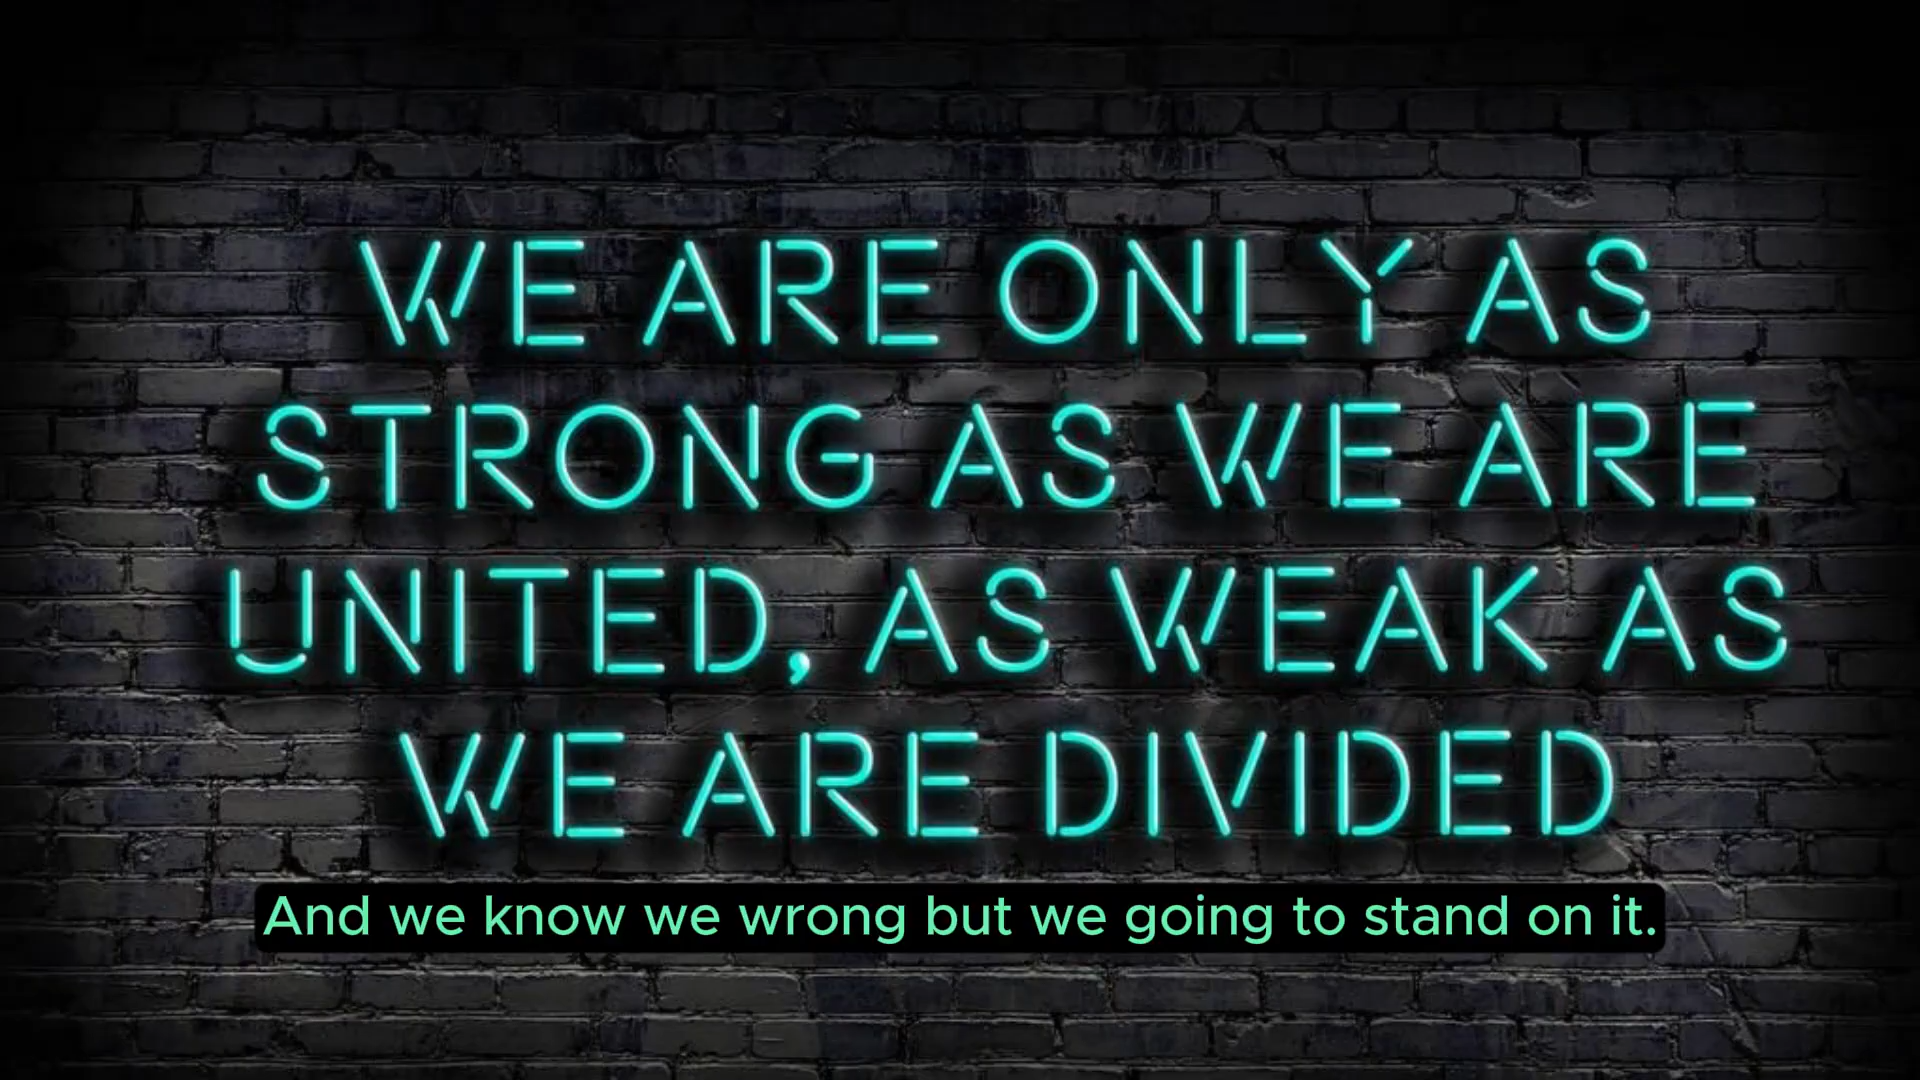 WE ARE ONLY AS
STRONG AS WE ARE
UNITED, AS WEAK AS
WE ARE DIVIDED
And we know we wrong but we going to stand on it.